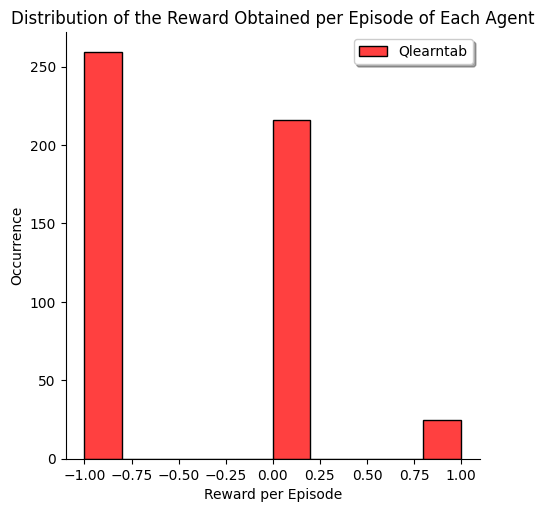 Distribution of the Reward Obtained per Episode of Each Agent
Qlearntab
Occurrence
250
200
150
100
50
0
−1.00 −0.75 −0.50 −0.25 0.00 0.25 0.50 0.75 1.00
Reward per Episode